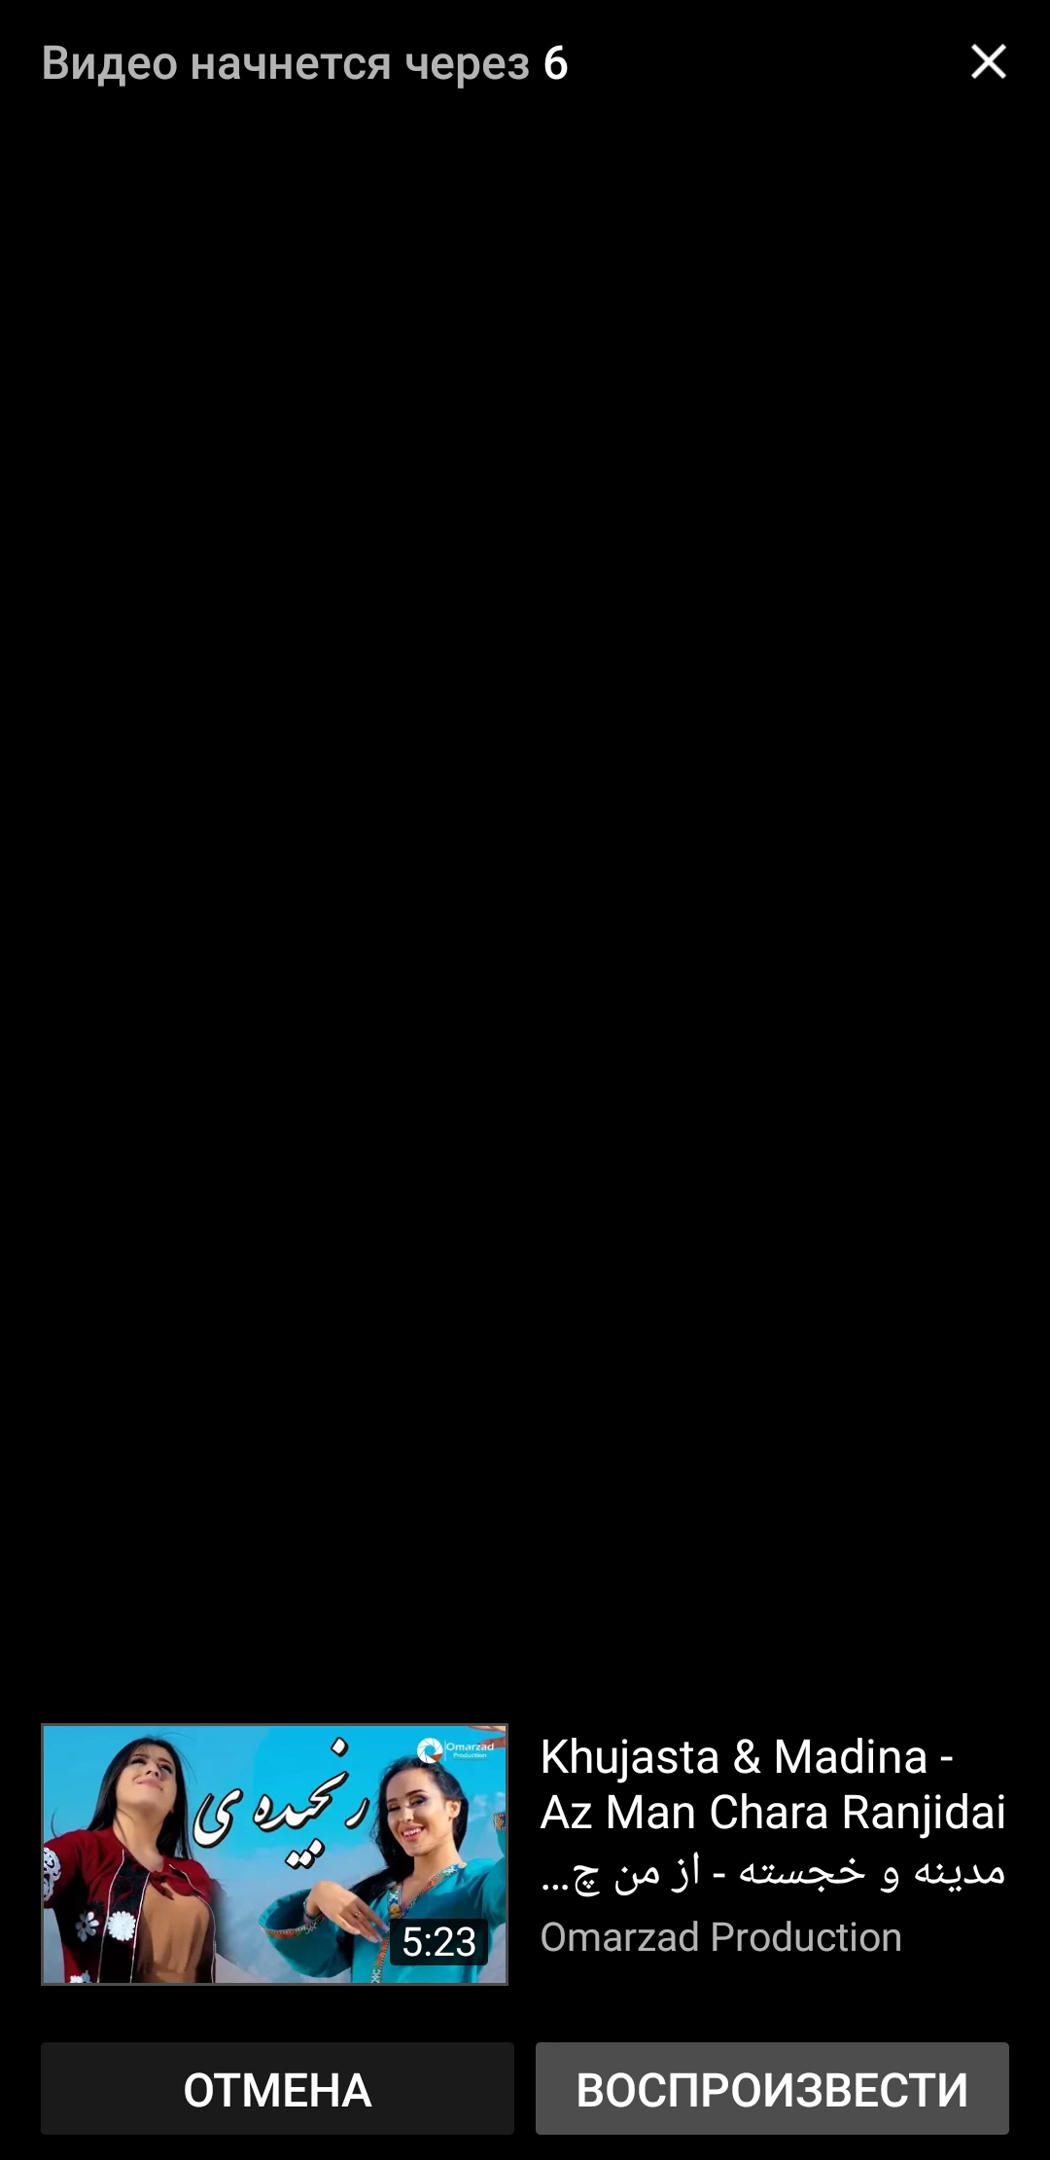 Видео начнется через 6
رنجیده ی
Omarzad
Production
5:23
Khujasta & Madina -
Az Man Chara Ranjidai
مدینه و خجسته - از من چ...
Omarzad Production
ОТМЕНА
ВОСПРОИЗВЕСТИ